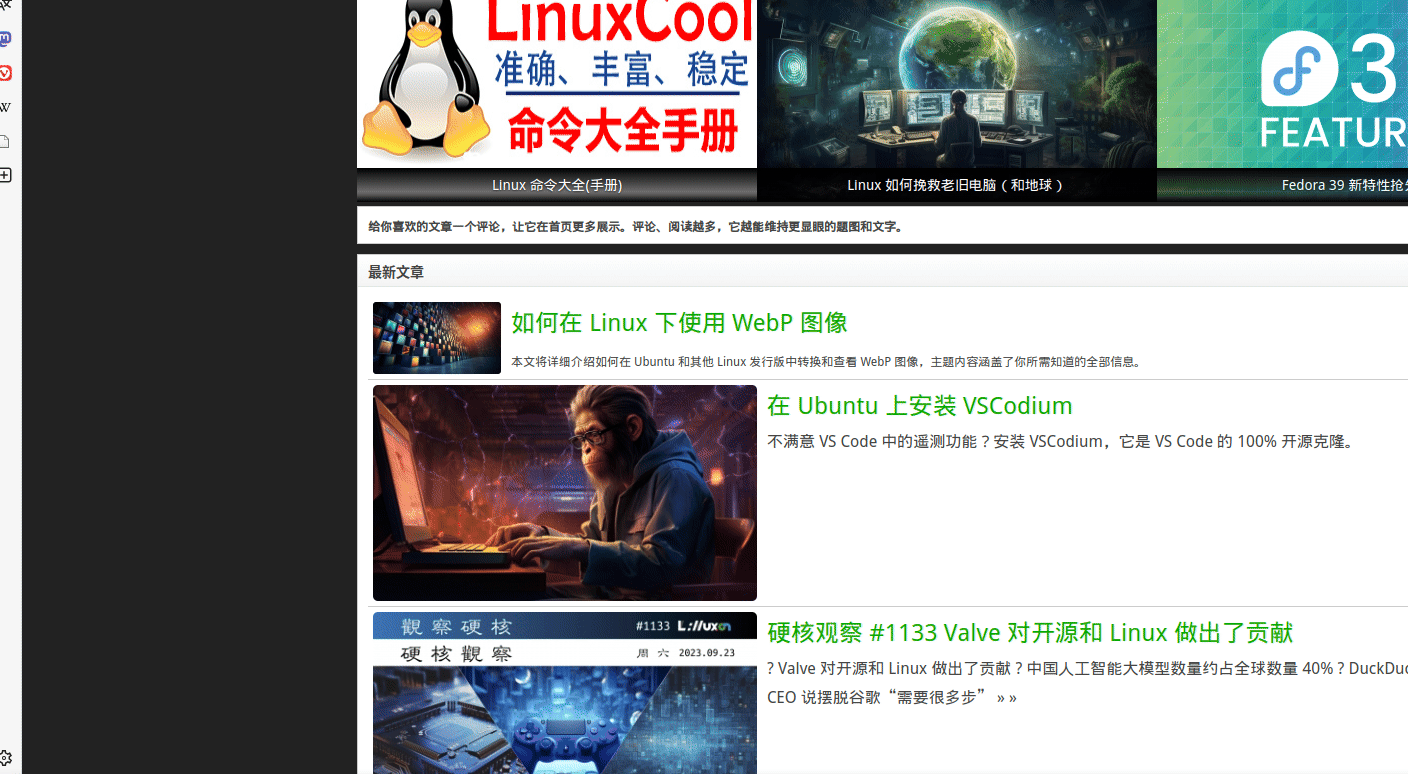 LinuxCool
准确、丰富、稳定
命令大全手册
3
FEATUR
Linux 命令大全(手册)
Linux 如何挽救老旧电脑（和地球）
Fedora 39 新特性抢
给你喜欢的文章一个评论，让它在首页更多展示。评论、阅读越多，它越能维持更显眼的题图和文字。
最新文章
如何在 Linux 下使用 WebP 图像
本文将详细介绍如何在 Ubuntu 和其他 Linux 发行版中转换和查看 WebP 图像，主题内容涵盖了你所需知道的全部信息。
在 Ubuntu 上安装 VSCodium
不满意 VS Code 中的遥测功能？安装 VSCodium，它是 VS Code 的 100% 开源克隆。
觀察硬核
#1133 L://uxon
硬核觀察
周 六 2023.09.23
硬核观察 #1133 Valve 对开源和 Linux 做出了贡献
? Valve 对开源和 Linux 做出了贡献 ? 中国人工智能大模型数量约占全球数量 40% ? DuckDuc
CEO 说摆脱谷歌“需要很多步” » »